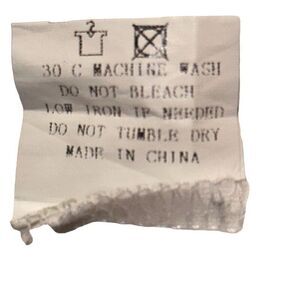 30°C MACHINE WASH
DO NOT BLEACH
LOW IRON IF NEEDED
DO NOT TUMBLE DRY
MADE IN CHINA